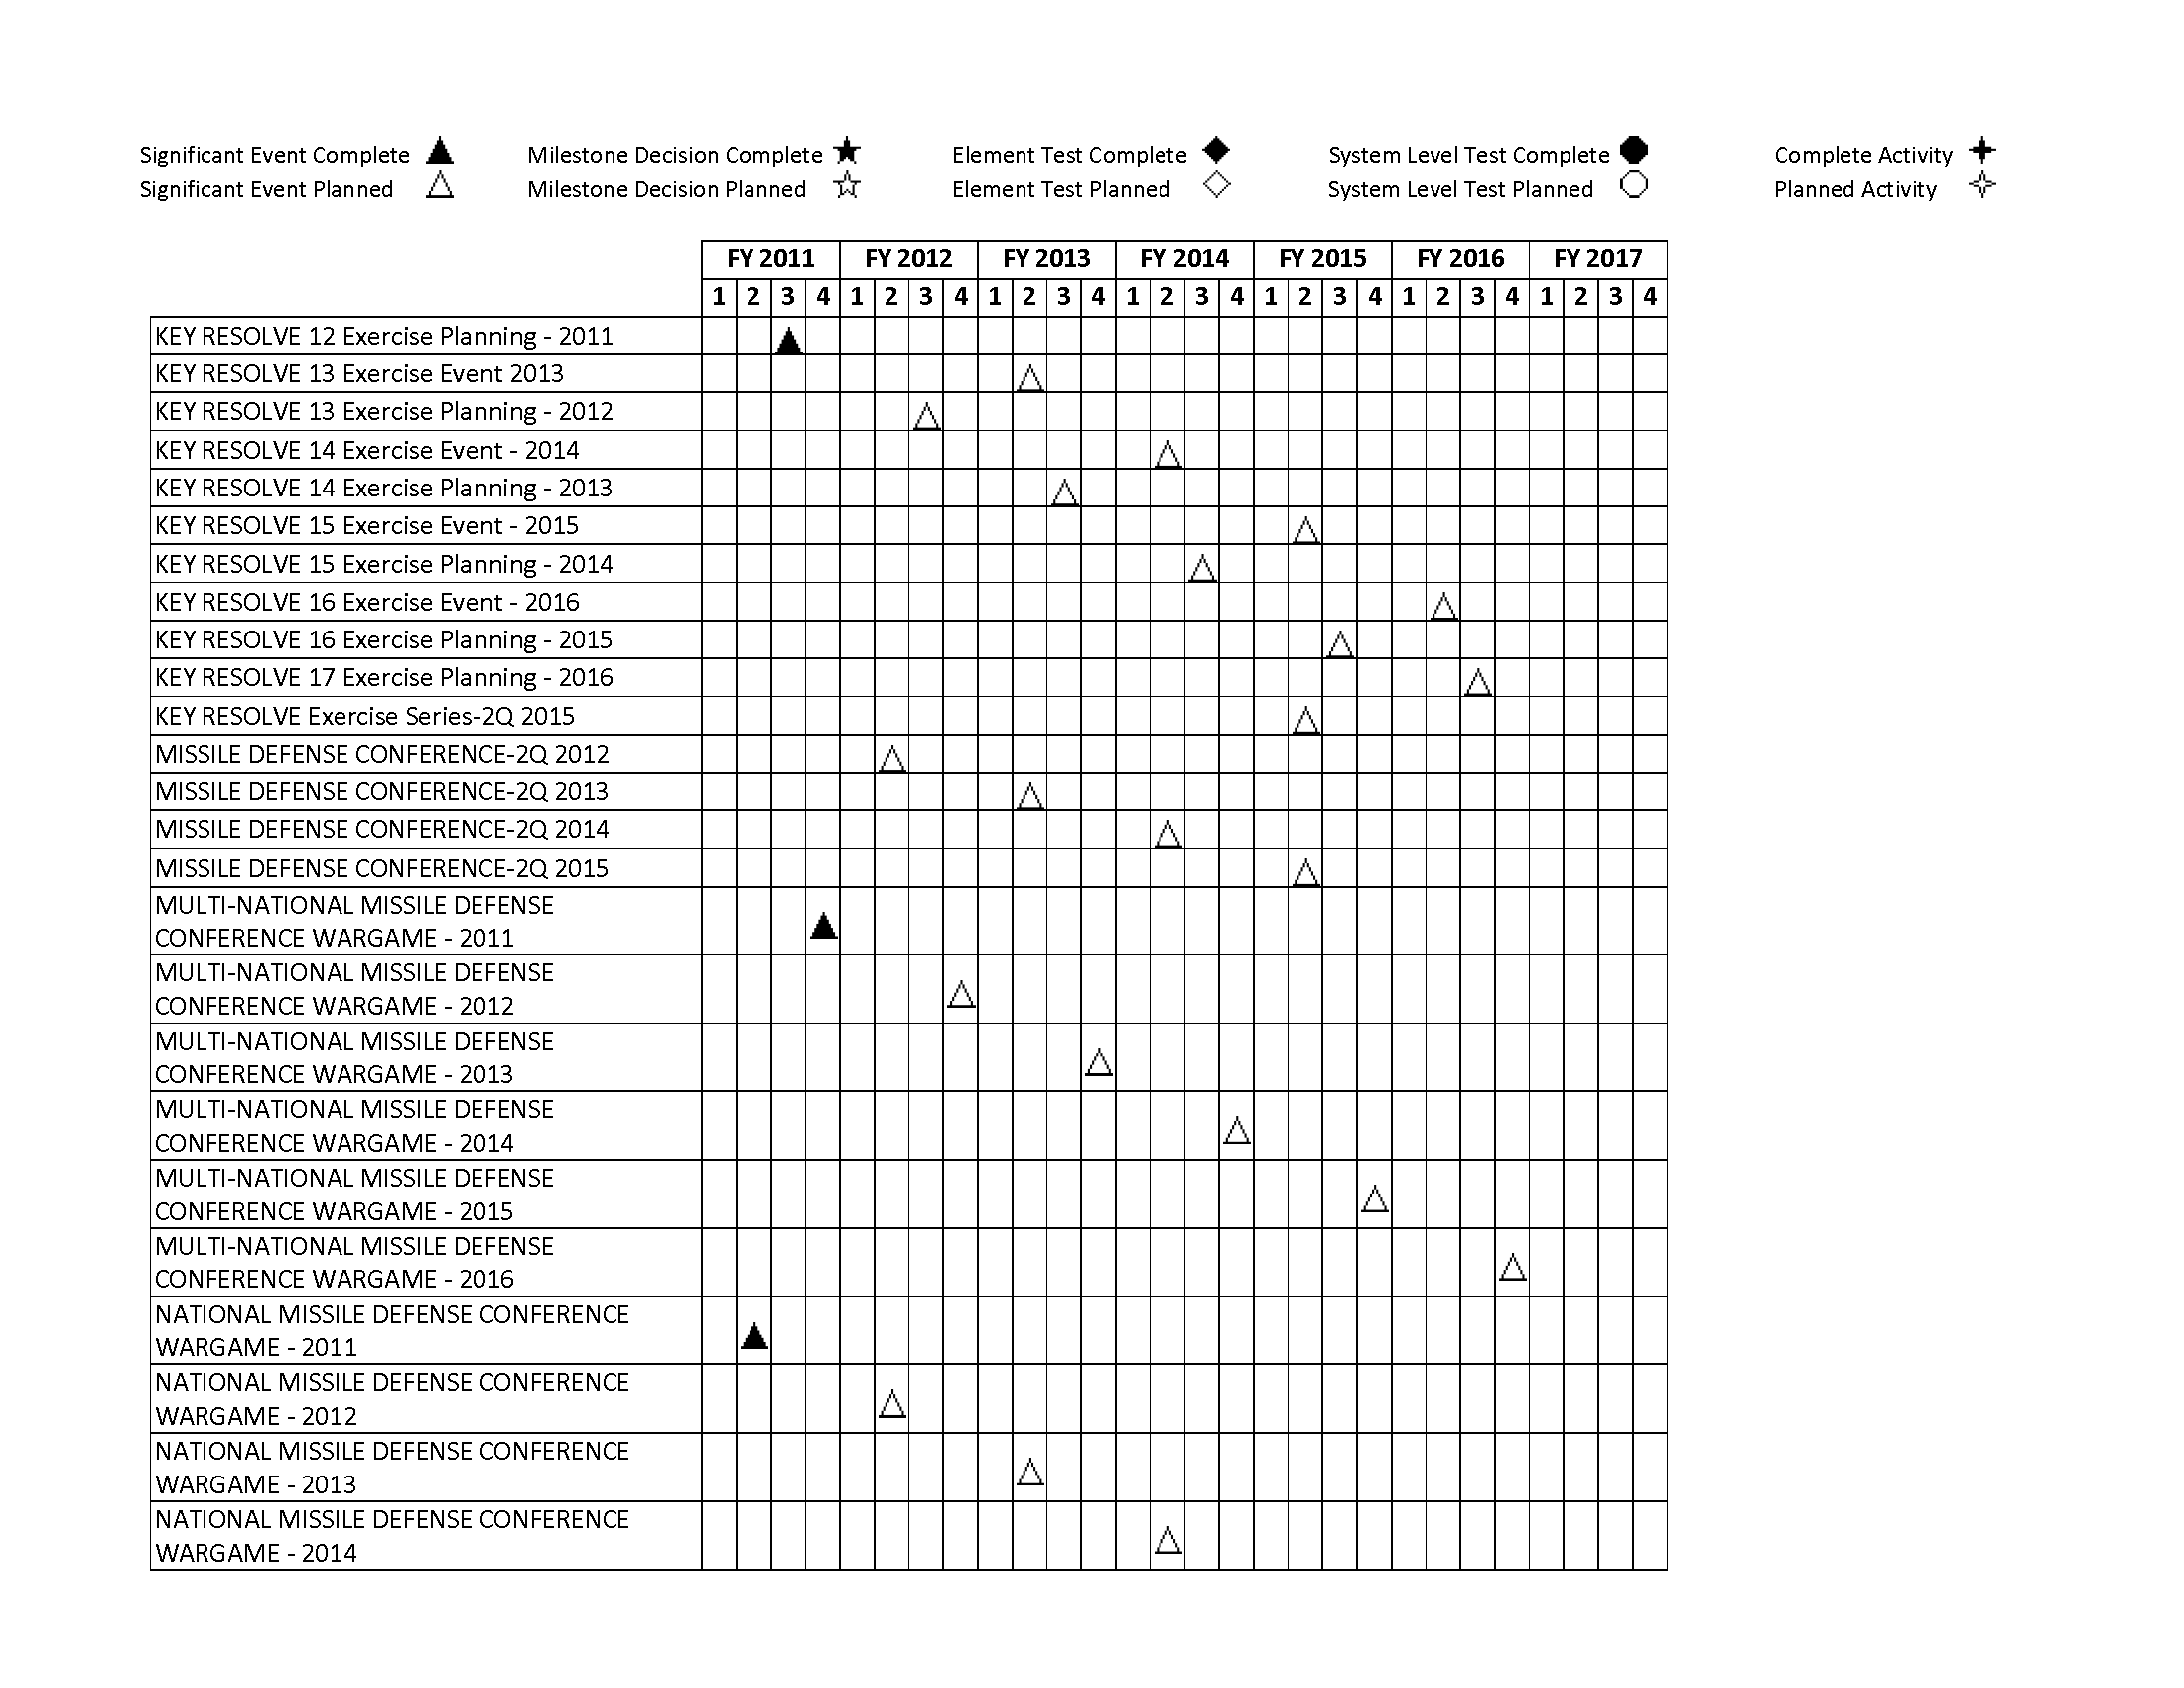 Significant Event Complete Milestone Decision Complete Element Test Complete System Level Test Complete Complete Activity
Significant Event Planned Milestone Decision Planned Element Test Planned System Level Test Planned Planned Activity
FY 2011 FY 2012 FY 2013 FY 2014 FY 2015 FY 2016 FY 2017
1 2 3 4 1 2 3 4 1 2 3 4 1 2 3 4 1 2 3 4 1 2 3 4 1 2 3 4
KEY RESOLVE 12 Exercise Planning - 2011
KEY RESOLVE 13 Exercise Event 2013
KEY RESOLVE 13 Exercise Planning - 2012
KEY RESOLVE 14 Exercise Event - 2014
KEY RESOLVE 14 Exercise Planning - 2013
KEY RESOLVE 15 Exercise Event - 2015
KEY RESOLVE 15 Exercise Planning - 2014
KEY RESOLVE 16 Exercise Event - 2016
KEY RESOLVE 16 Exercise Planning - 2015
KEY RESOLVE 17 Exercise Planning - 2016
KEY RESOLVE Exercise Series-2Q 2015
MISSILE DEFENSE CONFERENCE-2Q 2012
MISSILE DEFENSE CONFERENCE-2Q 2013
MISSILE DEFENSE CONFERENCE-2Q 2014
MISSILE DEFENSE CONFERENCE-2Q 2015
MULTI-NATIONAL MISSILE DEFENSE
CONFERENCE WARGAME - 2011
MULTI-NATIONAL MISSILE DEFENSE
CONFERENCE WARGAME - 2012
MULTI-NATIONAL MISSILE DEFENSE
CONFERENCE WARGAME - 2013
MULTI-NATIONAL MISSILE DEFENSE
CONFERENCE WARGAME - 2014
MULTI-NATIONAL MISSILE DEFENSE
CONFERENCE WARGAME - 2015
MULTI-NATIONAL MISSILE DEFENSE
CONFERENCE WARGAME - 2016
NATIONAL MISSILE DEFENSE CONFERENCE
WARGAME - 2011
NATIONAL MISSILE DEFENSE CONFERENCE
WARGAME - 2012
NATIONAL MISSILE DEFENSE CONFERENCE
WARGAME - 2013
NATIONAL MISSILE DEFENSE CONFERENCE
WARGAME - 2014